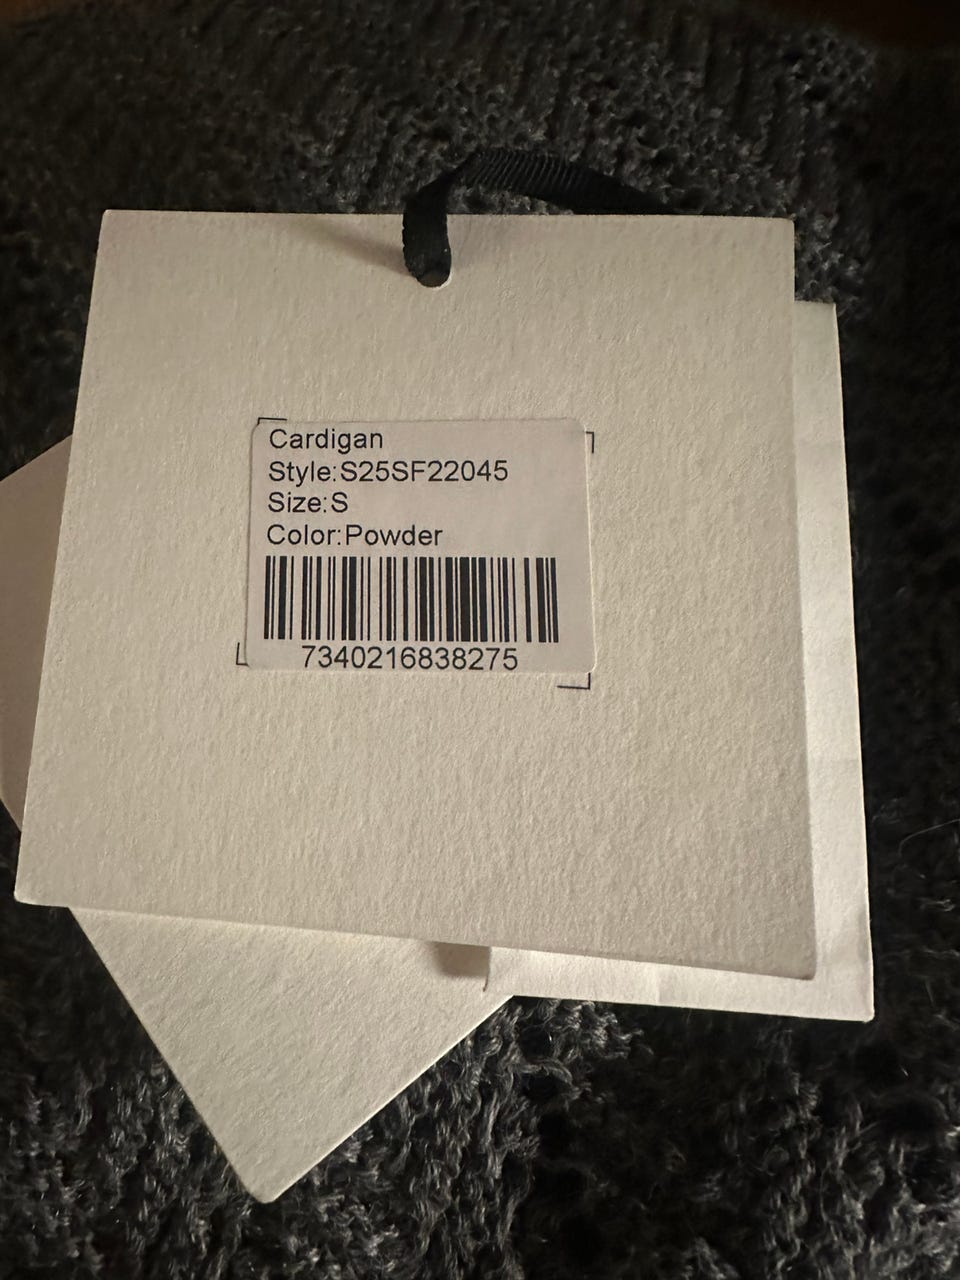 Cardigan
Style:S25SF22045
Size:S
Color:Powder
7340216838275